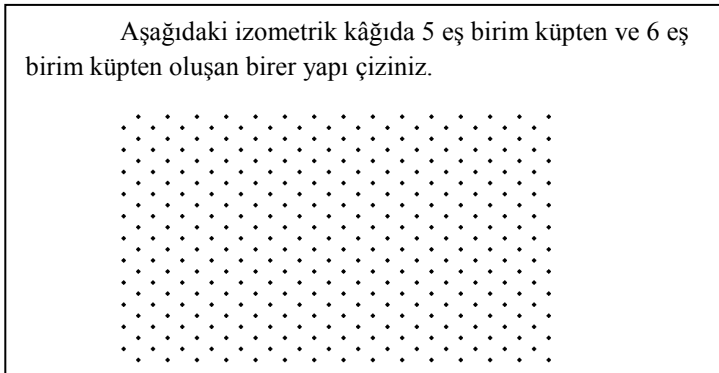 Aşağıdaki izometrik kâğıda 5 eş birim küpten ve 6 eş
birim küpten oluşan birer yapı çiziniz.